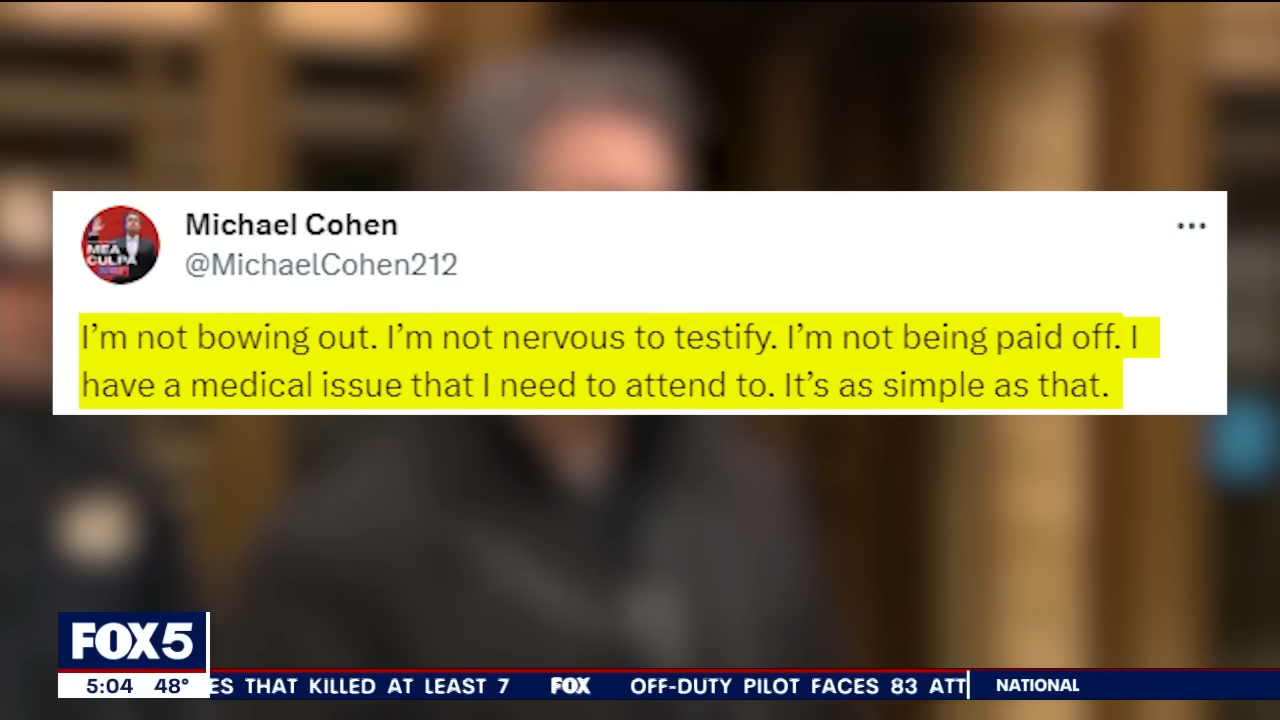 Michael Cohen
@MichaelCohen212
MEA
CULPA
I’m not bowing out. I’m not nervous to testify. I’m not being paid off. I
have a medical issue that I need to attend to. It’s as simple as that.
FOX5
5:04 48°
ES THAT KILLED AT LEAST 7 FOX OFF-DUTY PILOT FACES 83 ATT
NATIONAL